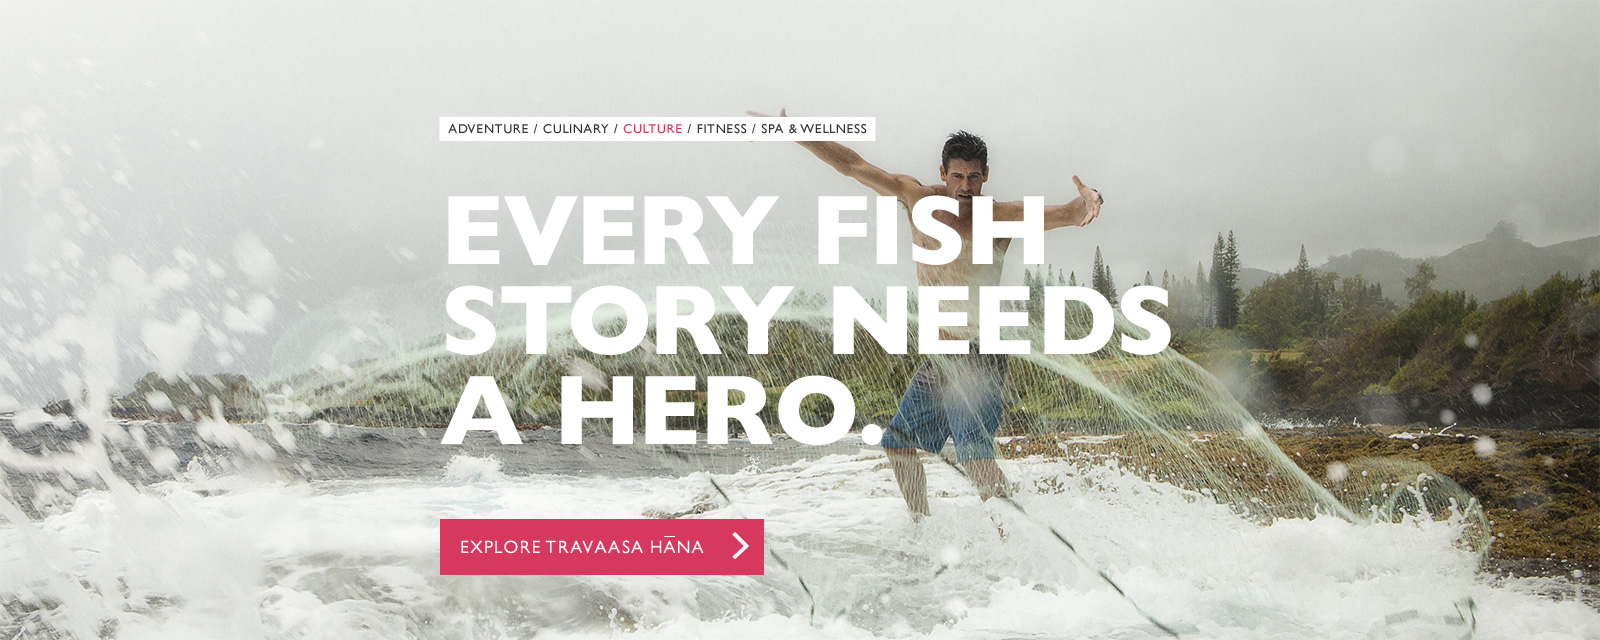 ADVENTURE / CULINARY / CULTURE / FITNESS / SPA & WELLNESS
EVERY FISH
STORY NEEDS
A HERO.
EXPLORE TRAVAASA HĀNA